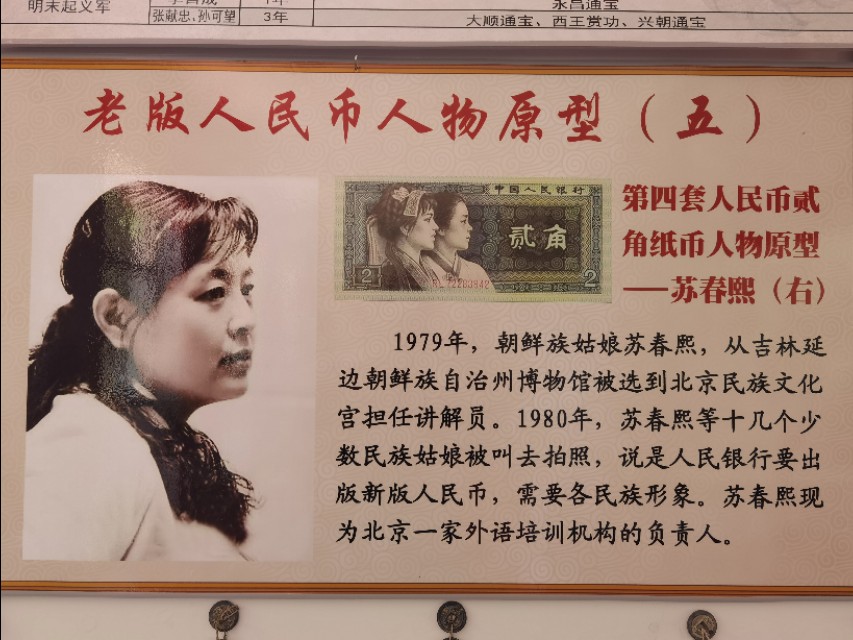 明末起义军
1年
永昌通宝
张献忠、孙可望
3年
大顺通宝、西王赏功、兴朝通宝
老版人民币人物原型（五）
中国人民银行
贰角
2
2
第四套人民币贰
角纸币人物原型
——苏春熙（右）
1979年，朝鲜族姑娘苏春熙，从吉林延
边朝鲜族自治州博物馆被选到北京民族文化
宫担任讲解员。1980年，苏春熙等十几个少
数民族姑娘被叫去拍照，说是人民银行要出
版新版人民币，需要各民族形象。苏春熙现
为北京一家外语培训机构的负责人。